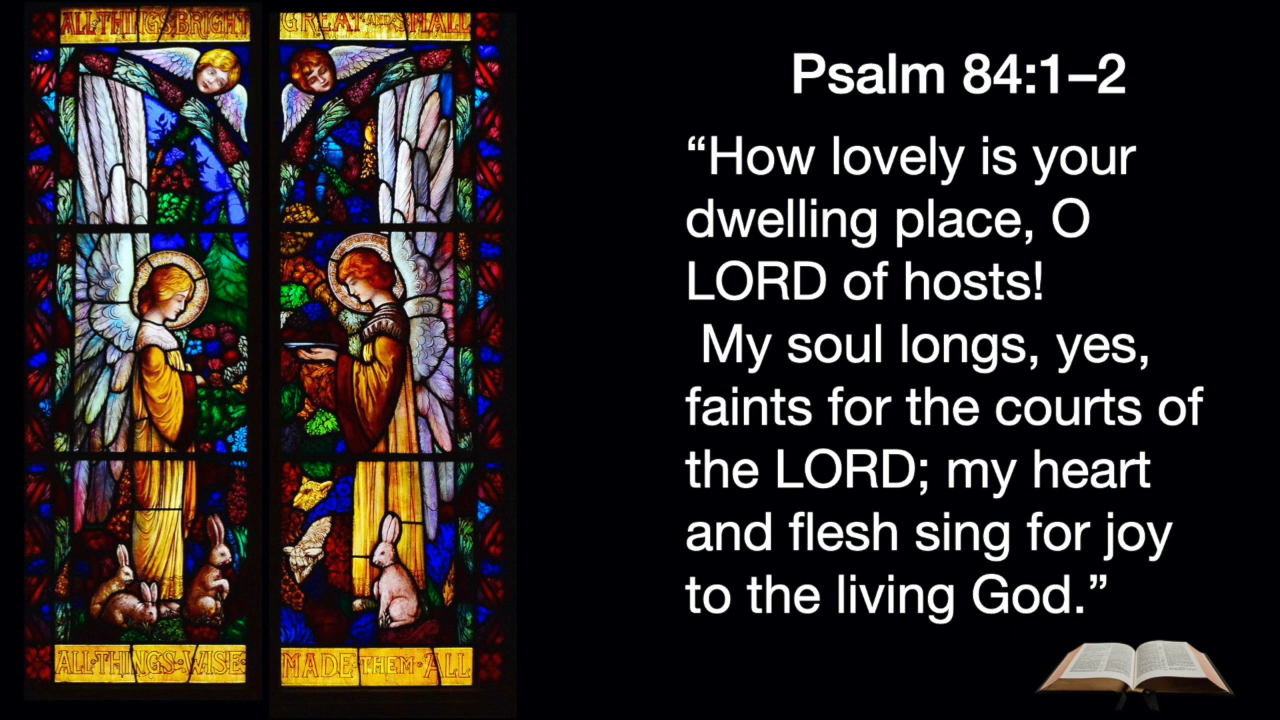 ALL·THINGS·BRIGHT
GREAT·AND·SMALL
ALL·THINGS·WISE·
MADE·THEM·ALL
Psalm 84:1–2
“How lovely is your
dwelling place, O
LORD of hosts!
My soul longs, yes,
faints for the courts of
the LORD; my heart
and flesh sing for joy
to the living God.”